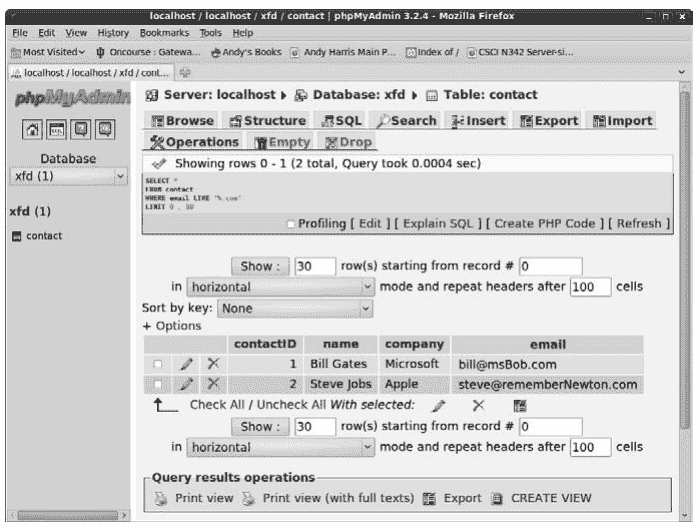 localhost / localhost / xfd / contact | phpMyAdmin 3.2.4 - Mozilla Firefox
File Edit View History Bookmarks Tools Help
Most Visited Oncourse : Gatewa... Andy's Books Andy Harris Main P... Index of / CSCI N342 Server-si...
localhost / localhost / xfd / cont...
phpMyAdmin
Database
xfd (1)
xfd (1)
contact
Server: localhost Database: xfd Table: contact
Browse Structure SQL Search Insert Export Import
Operations Empty Drop
Showing rows 0 - 1 (2 total, Query took 0.0004 sec)
SELECT *
FROM contact
WHERE email LIKE '%.com'
LIMIT 0 , 30
Profiling [ Edit ] [ Explain SQL ] [ Create PHP Code ] [ Refresh ]
Show : 30 row(s) starting from record # 0
in horizontal mode and repeat headers after 100 cells
Sort by key: None
+ Options
contactID name company email
1 Bill Gates Microsoft bill@msBob.com
2 Steve Jobs Apple steve@rememberNewton.com
Check All / Uncheck All With selected:
Show : 30 row(s) starting from record # 0
in horizontal mode and repeat headers after 100 cells
Query results operations
Print view Print view (with full texts) Export CREATE VIEW